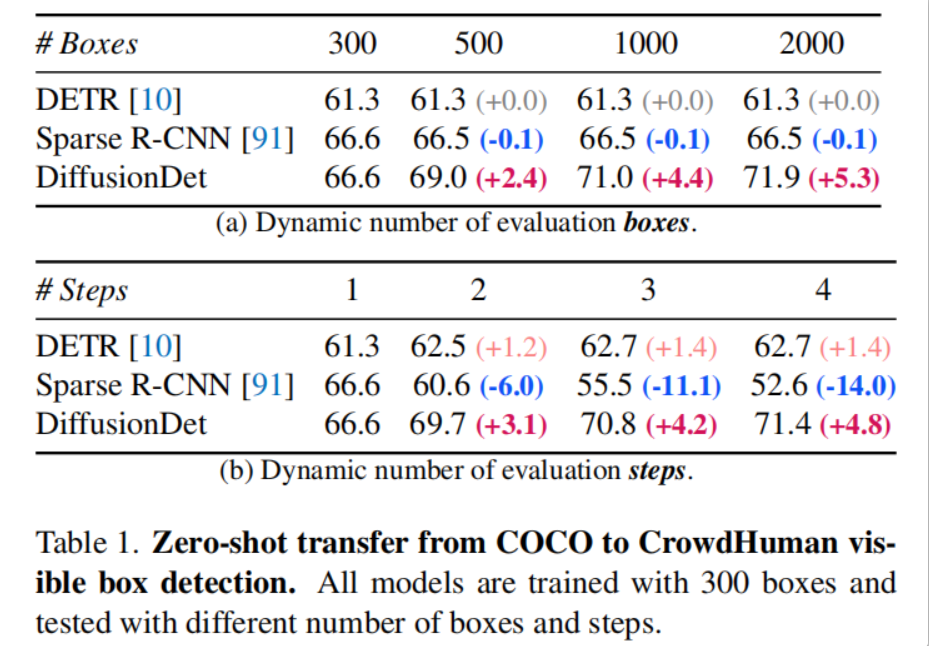 # Boxes 300 500 1000 2000
DETR [10] 61.3 61.3 (+0.0) 61.3 (+0.0) 61.3 (+0.0)
Sparse R-CNN [91] 66.6 66.5 (-0.1) 66.5 (-0.1) 66.5 (-0.1)
DiffusionDet 66.6 69.0 (+2.4) 71.0 (+4.4) 71.9 (+5.3)
(a) Dynamic number of evaluation boxes.
# Steps 1 2 3 4
DETR [10] 61.3 62.5 (+1.2) 62.7 (+1.4) 62.7 (+1.4)
Sparse R-CNN [91] 66.6 60.6 (-6.0) 55.5 (-11.1) 52.6 (-14.0)
DiffusionDet 66.6 69.7 (+3.1) 70.8 (+4.2) 71.4 (+4.8)
(b) Dynamic number of evaluation steps.
Table 1. Zero-shot transfer from COCO to CrowdHuman vis-
ible box detection. All models are trained with 300 boxes and
tested with different number of boxes and steps.